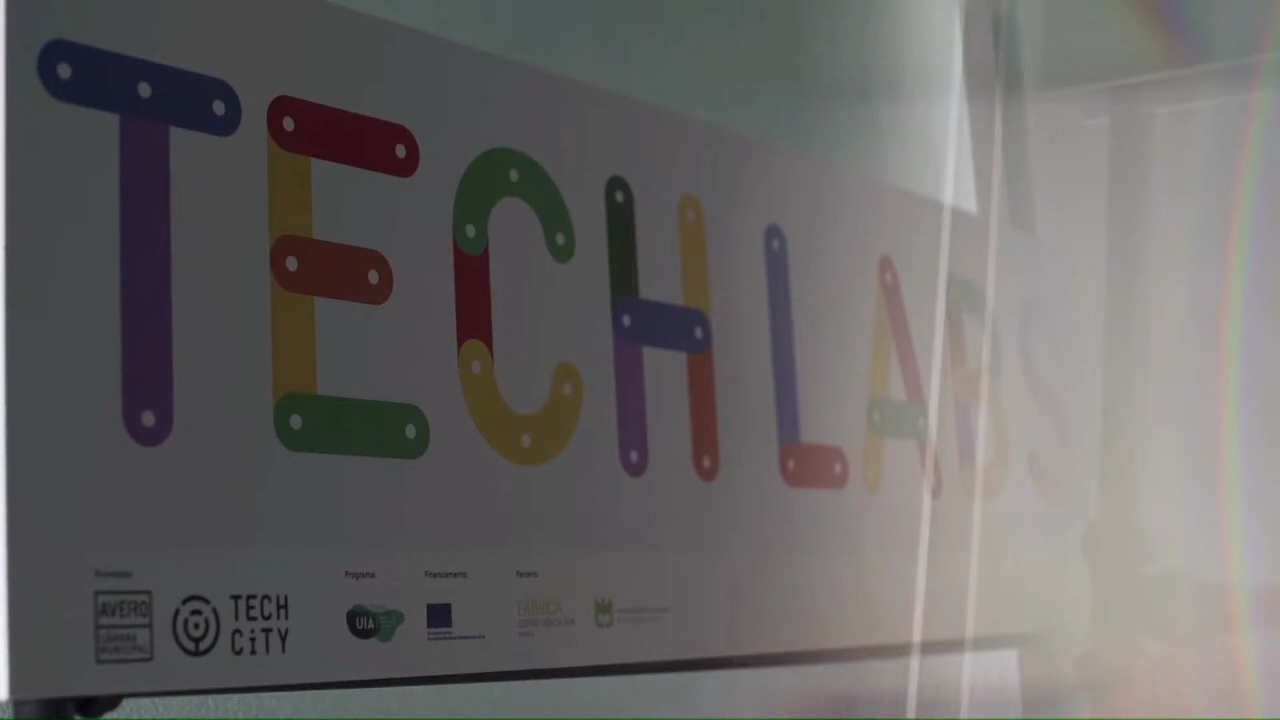 TECH LABS
Promotor:
AVEIRO
CÂMARA
MUNICIPAL
TECH
CiTY
Programa:
UIA
Financiamento:
Parceiro:
FÁBRICA